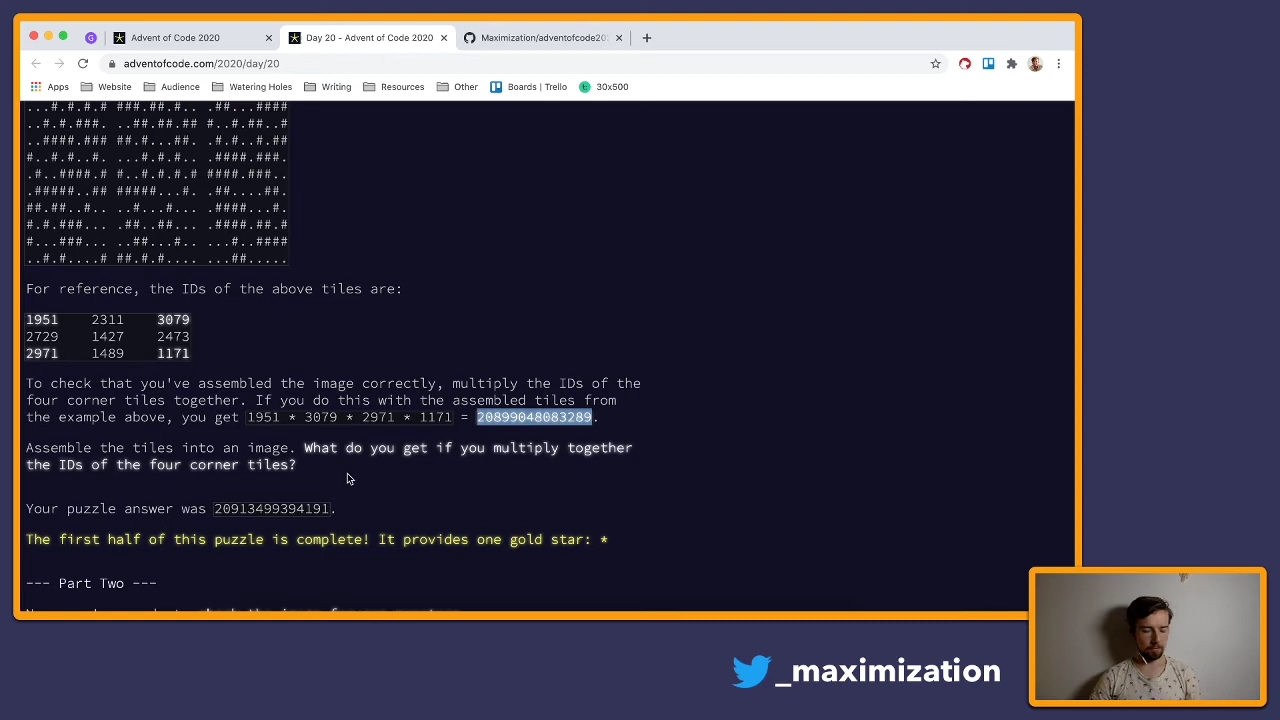 Advent of Code 2020
Day 20 - Advent of Code 2020
Maximization/adventofcode202
adventofcode.com/2020/day/20
Apps Website Audience Watering Holes Writing Resources Other Boards | Trello 30x500
...#.#.#.# ###.##.#.. .##...####
..#.#.###. ..##.##.## #..#.##..#
..####.### ##.#...##. .#.#..#.##
#..#.#..#. ...#.#.#.. .####.###.
.#..####.# #..#.#.#.# ####.###..
.#####..## #####...#. .##....##.
##.##..#.. ..#...#... .####...#.
#.#.###... .##..##... .####.##.#
#...###... ..##...#.. ...#..####
..#.#....# ##.#.#.... ...##.....
For reference, the IDs of the above tiles are:
1951 2311 3079
2729 1427 2473
2971 1489 1171
To check that you've assembled the image correctly, multiply the IDs of the
four corner tiles together. If you do this with the assembled tiles from
the example above, you get 1951 * 3079 * 2971 * 1171 = 20899048083289.
Assemble the tiles into an image. What do you get if you multiply together
the IDs of the four corner tiles?
Your puzzle answer was 20913499394191.
The first half of this puzzle is complete! It provides one gold star: *
--- Part Two ---
_maximization